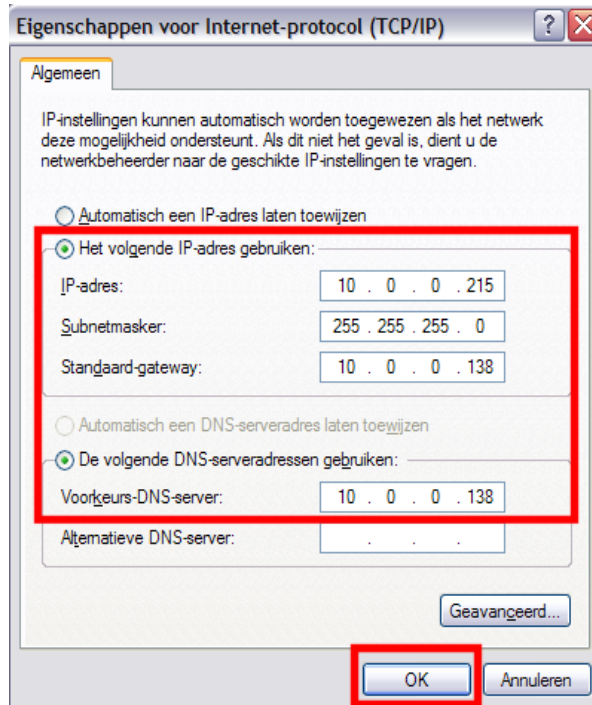 Eigenschappen voor Internet-protocol (TCP/IP)
Algemeen
IP-instellingen kunnen automatisch worden toegewezen als het netwerk
deze mogelijkheid ondersteunt. Als dit niet het geval is, dient u de
netwerkbeheerder naar de geschikte IP-instellingen te vragen.
Automatisch een IP-adres laten toewijzen
Het volgende IP-adres gebruiken:
IP-adres: 10 . 0 . 0 . 215
Subnetmasker: 255 . 255 . 255 . 0
Standaard-gateway: 10 . 0 . 0 . 138
Automatisch een DNS-serveradres laten toewijzen
De volgende DNS-serveradressen gebruiken:
Voorkeurs-DNS-server: 10 . 0 . 0 . 138
Alternatieve DNS-server: . . .
Geavanceerd...
OK Annuleren